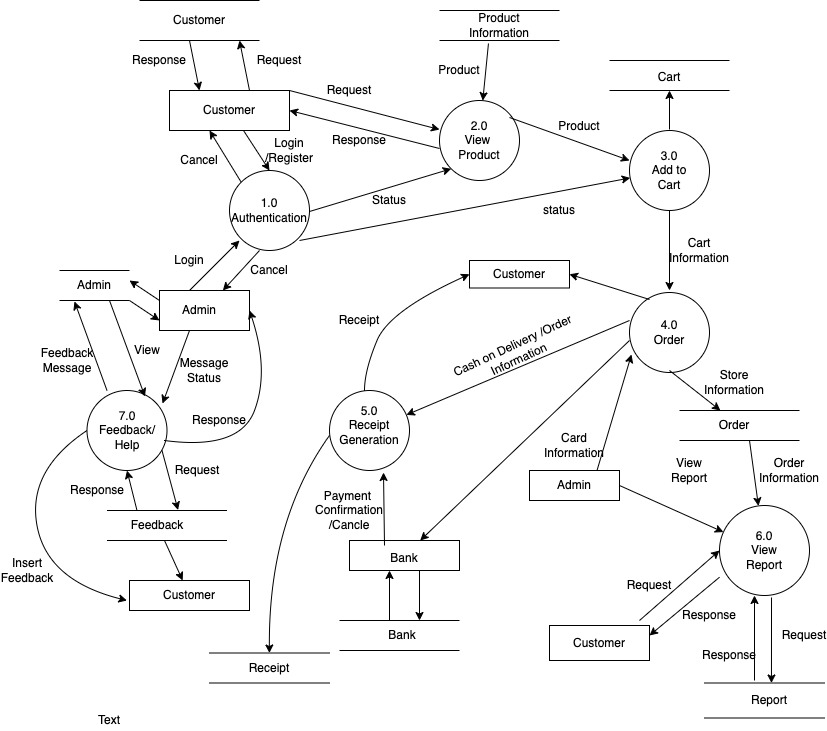 Customer
Product
Information
Response
Request
Product
Cart
Customer
Request
Response
2.0
View
Product
Product
3.0
Add to
Cart
Cancel
Login
/Register
1.0
Authentication
Status
status
Login
Cancel
Cart
Information
Admin
Admin
Customer
Receipt
Cash on Delivery /Order
Information
4.0
Order
Feedback
Message
View
Message
Status
Store
Information
7.0
Feedback/
Help
Response
5.0
Receipt
Generation
Order
Card
Information
View
Report
Order
Information
Response
Request
Payment
Confirmation
/Cancle
Admin
Feedback
6.0
View
Report
Insert
Feedback
Customer
Bank
Bank
Request
Response
Customer
Request
Response
Receipt
Report
Text